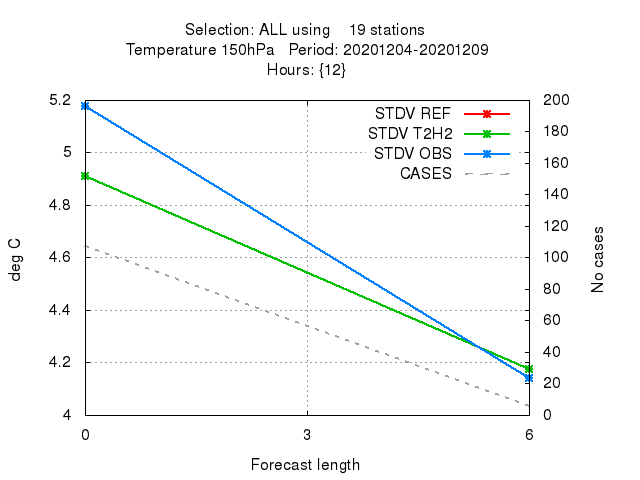 Selection: ALL using 19 stations
Temperature 150hPa Period: 20201204-20201209
Hours: {12}
5.2
5
4.8
4.6
4.4
4.2
4
deg C
STDV REF
STDV T2H2
STDV OBS
CASES
200
180
160
140
120
100
80
60
40
20
0
No cases
0 3 6
Forecast length